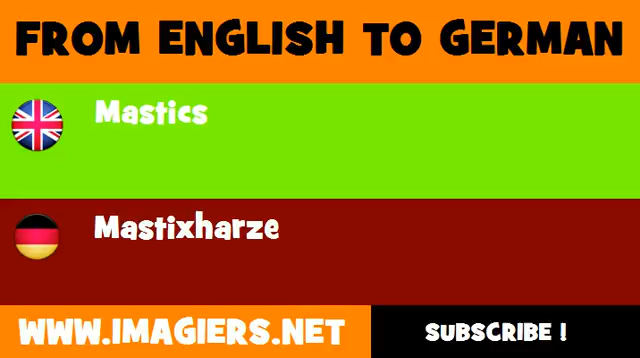 FROM ENGLISH TO GERMAN
Mastics
Mastixharze
WWW.IMAGIERS.NET
SUBSCRIBE !